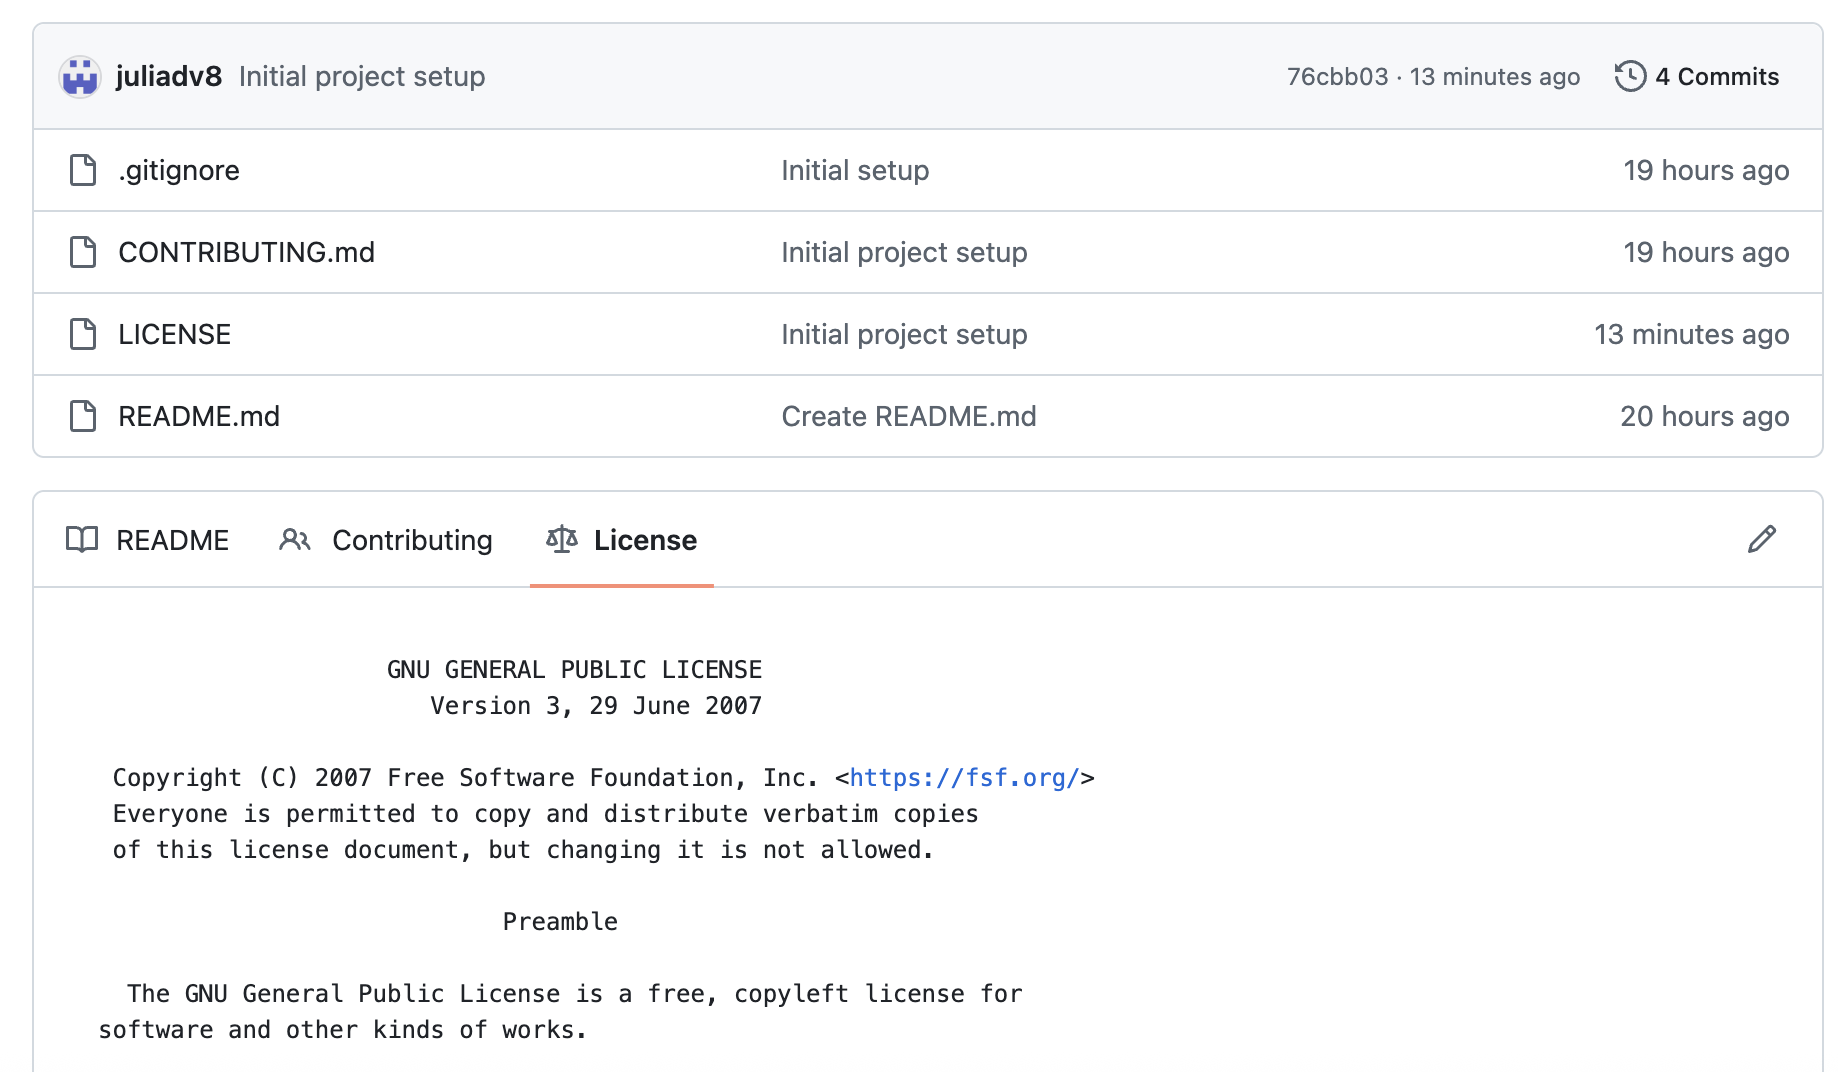 juliadv8 Initial project setup 76cbb03 · 13 minutes ago 4 Commits
.gitignore Initial setup 19 hours ago
CONTRIBUTING.md Initial project setup 19 hours ago
LICENSE Initial project setup 13 minutes ago
README.md Create README.md 20 hours ago
README Contributing License
GNU GENERAL PUBLIC LICENSE
Version 3, 29 June 2007
Copyright (C) 2007 Free Software Foundation, Inc. <https://fsf.org/>
Everyone is permitted to copy and distribute verbatim copies
of this license document, but changing it is not allowed.
Preamble
The GNU General Public License is a free, copyleft license for
software and other kinds of works.